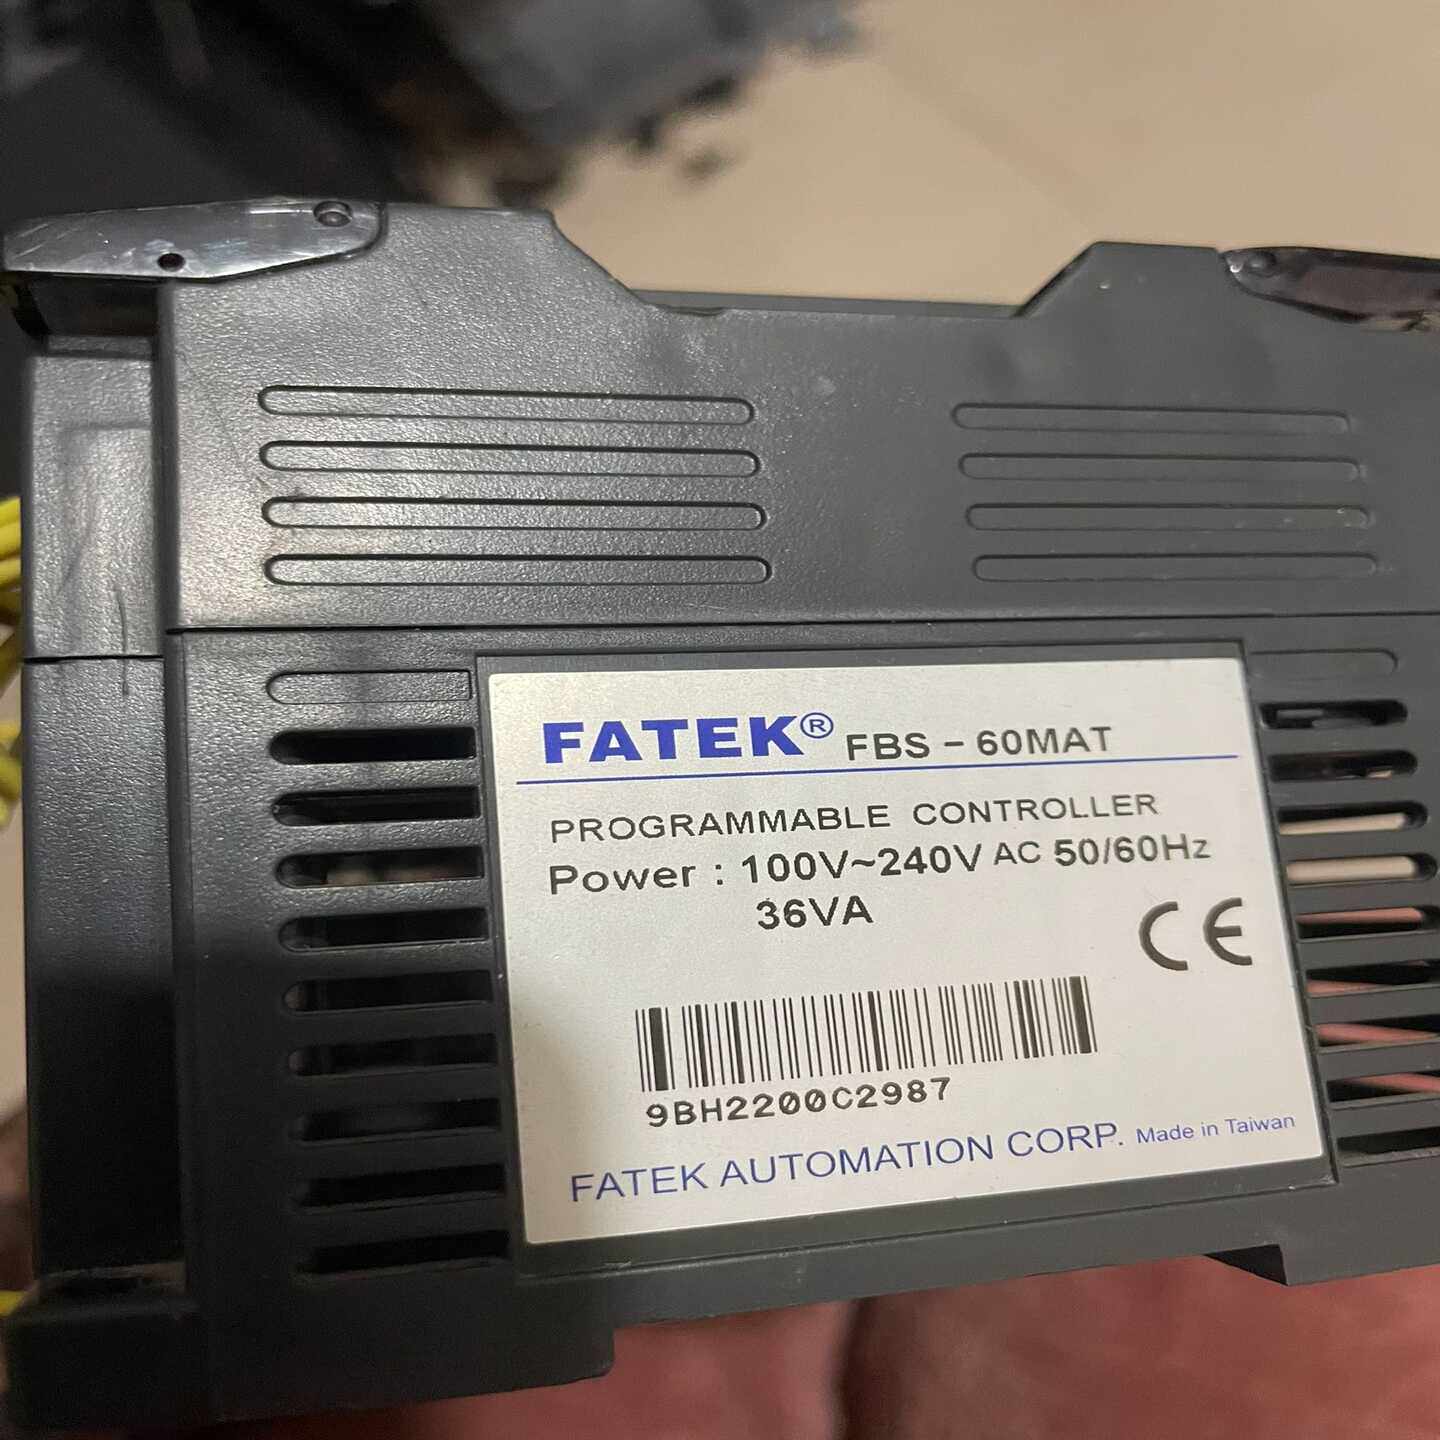 FATEK® FBS - 60MAT
PROGRAMMABLE CONTROLLER
Power : 100V~240V AC 50/60Hz
36VA
CE
9BH2200C2987
FATEK AUTOMATION CORP. Made in Taiwan